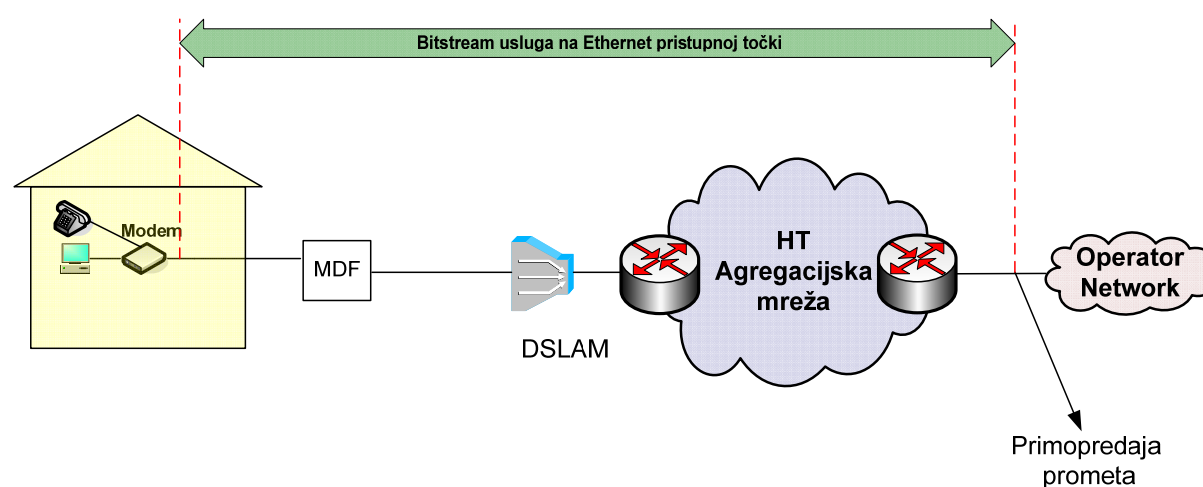 Bitstream usluga na Ethernet pristupnoj točki
Modem
MDF
DSLAM
HT
Agregacijska
mreža
Operator
Network
Primopredaja
prometa